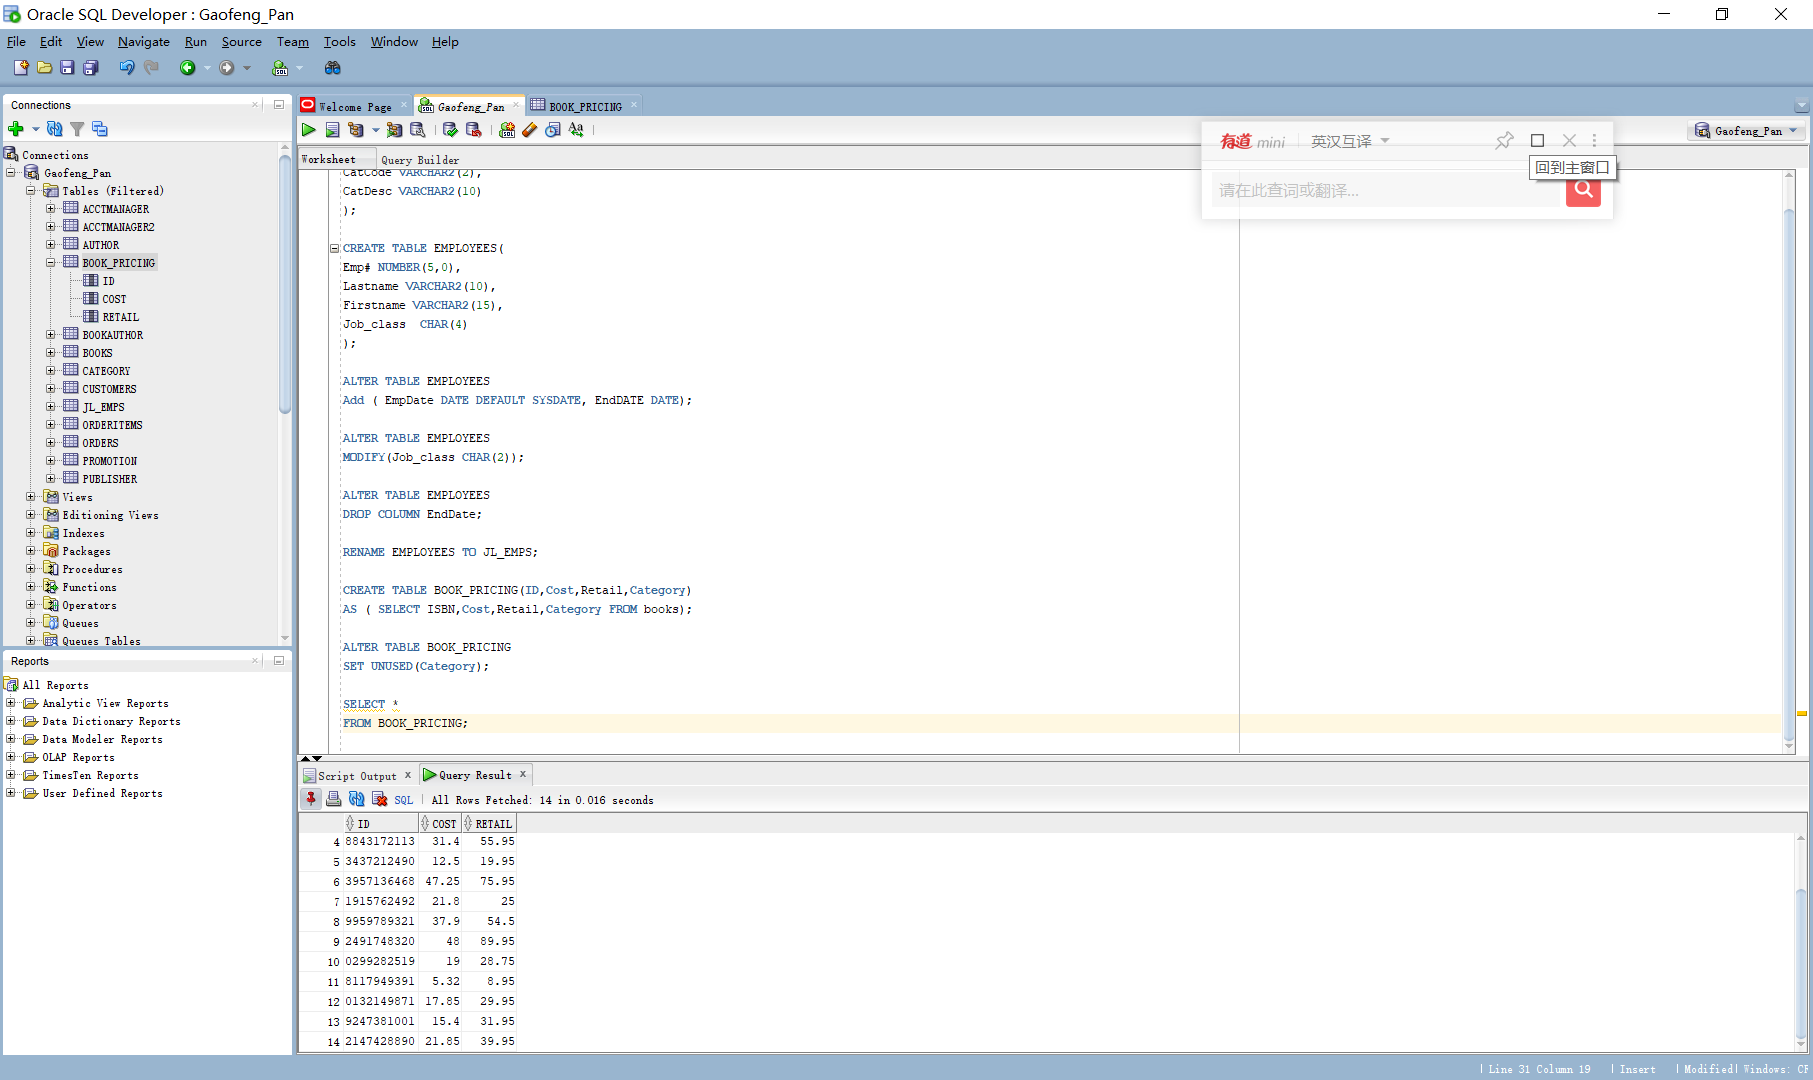 Oracle SQL Developer : Gaofeng_Pan
File Edit View Navigate Run Source Team Tools Window Help
Connections
Connections
Gaofeng_Pan
Tables (Filtered)
ACCTMANAGER
ACCTMANAGER2
AUTHOR
BOOK_PRICING
ID
COST
RETAIL
BOOKAUTHOR
BOOKS
CATEGORY
CUSTOMERS
JL_EMPS
ORDERITEMS
ORDERS
PROMOTION
PUBLISHER
Views
Editioning Views
Indexes
Packages
Procedures
Functions
Operators
Queues
Queues Tables
Reports
All Reports
Analytic View Reports
Data Dictionary Reports
Data Modeler Reports
OLAP Reports
TimesTen Reports
User Defined Reports
Welcome Page Gaofeng_Pan BOOK_PRICING
Gaofeng_Pan
Worksheet Query Builder
有道 mini 英汉互译
回到主窗口
请在此查词或翻译...
CatCode VARCHAR2(2),
CatDesc VARCHAR2(10)
);
CREATE TABLE EMPLOYEES(
Emp# NUMBER(5,0),
Lastname VARCHAR2(10),
Firstname VARCHAR2(15),
Job_class CHAR(4)
);
ALTER TABLE EMPLOYEES
Add ( EmpDate DATE DEFAULT SYSDATE, EndDATE DATE);
ALTER TABLE EMPLOYEES
MODIFY(Job_class CHAR(2));
ALTER TABLE EMPLOYEES
DROP COLUMN EndDate;
RENAME EMPLOYEES TO JL_EMPS;
CREATE TABLE BOOK_PRICING(ID,Cost,Retail,Category)
AS ( SELECT ISBN,Cost,Retail,Category FROM books);
ALTER TABLE BOOK_PRICING
SET UNUSED(Category);
SELECT *
FROM BOOK_PRICING;
Script Output x Query Result x
SQL | All Rows Fetched: 14 in 0.016 seconds
ID COST RETAIL
4 8843172113 31.4 55.95
5 3437212490 12.5 19.95
6 3957136468 47.25 75.95
7 1915762492 21.8 25
8 9959789321 37.9 54.5
9 2491748320 48 89.95
10 0299282519 19 28.75
11 8117949391 5.32 8.95
12 0132149871 17.85 29.95
13 9247381001 15.4 31.95
14 2147428890 21.85 39.95
Line 31 Column 19 | Insert | Modified | Windows: CR